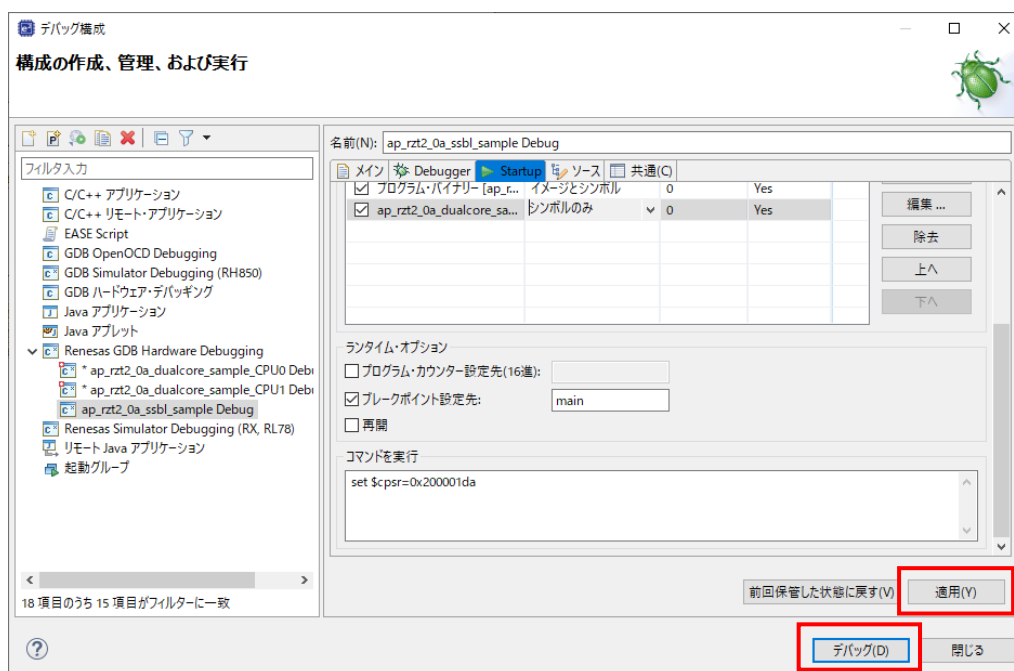 デバッグ構成
構成の作成、管理、および実行
名前(N): ap_rzt2_0a_ssbl_sample Debug
フィルタ入力
C/C++ アプリケーション
C/C++ リモート・アプリケーション
EASE Script
GDB OpenOCD Debugging
GDB Simulator Debugging (RH850)
GDB ハードウェア・デバッギング
Java アプリケーション
Java アプレット
Renesas GDB Hardware Debugging
* ap_rzt2_0a_dualcore_sample_CPU0 Debu
* ap_rzt2_0a_dualcore_sample_CPU1 Debu
ap_rzt2_0a_ssbl_sample Debug
Renesas Simulator Debugging (RX, RL78)
リモート Java アプリケーション
起動グループ
18 項目のうち 15 項目がフィルターに一致
メイン Debugger Startup ソース 共通(C)
プログラム・バイナリー [ap_r... イメージとシンボル 0 Yes
ap_rzt2_0a_dualcore_sa... シンボルのみ 0 Yes
編集 ...
除去
上へ
下へ
ランタイム・オプション
プログラム・カウンター設定先(16進):
ブレークポイント設定先: main
再開
コマンドを実行
set $cpsr=0x200001da
前回保管した状態に戻す(V) 適用(Y)
デバッグ(D) 閉じる